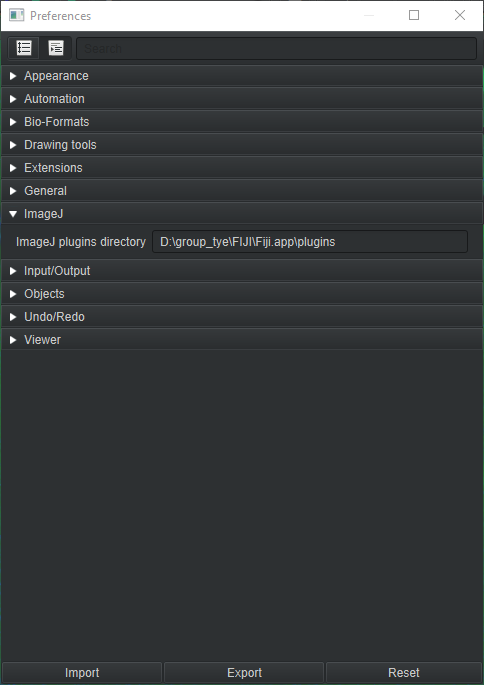 Preferences
Search
Appearance
Automation
Bio-Formats
Drawing tools
Extensions
General
ImageJ
ImageJ plugins directory D:\group_tye\FIJI\Fiji.app\plugins
Input/Output
Objects
Undo/Redo
Viewer
Import Export Reset